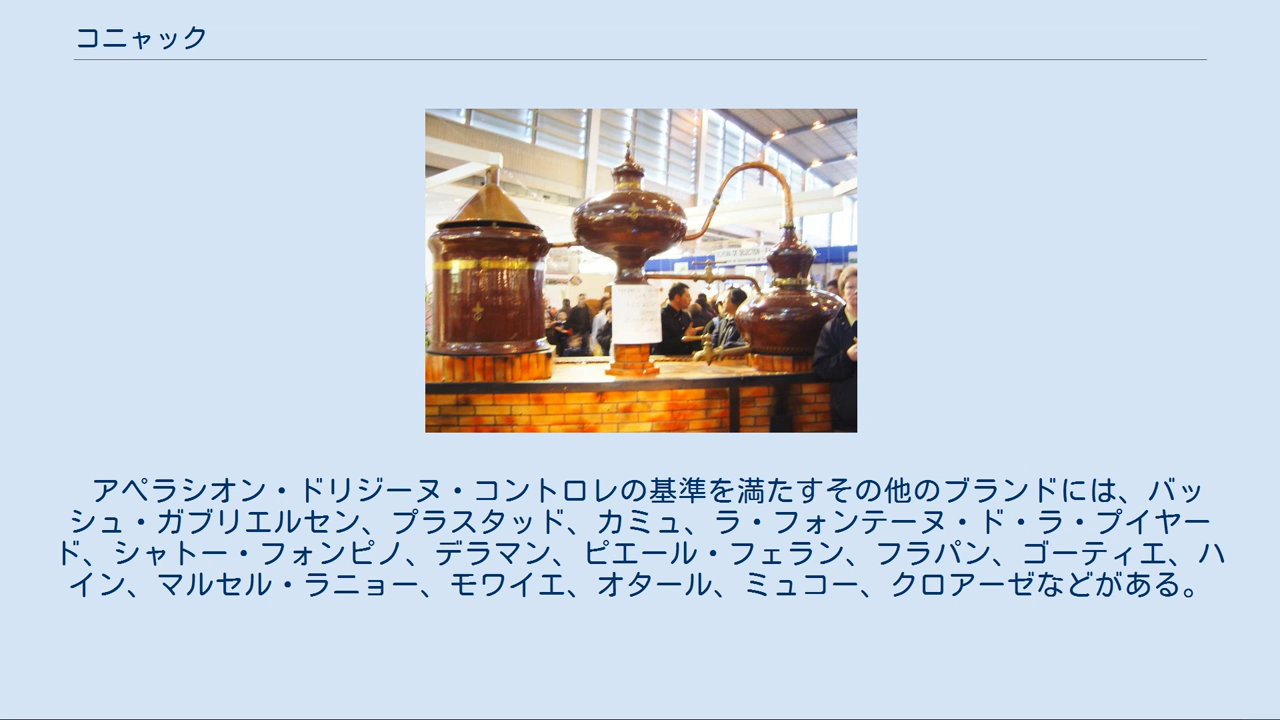 コニャック
アペラシオン・ドリジーヌ・コントロレの基準を満たすその他のブランドには、バッ
シュ・ガブリエルセン、プラスタッド、カミュ、ラ・フォンテーヌ・ド・ラ・プイヤー
ド、シャトー・フォンピノ、デラマン、ピエール・フェラン、フラパン、ゴーティエ、ハ
イン、マルセル・ラニョー、モワイエ、オタール、ミュコー、クロアーゼなどがある。